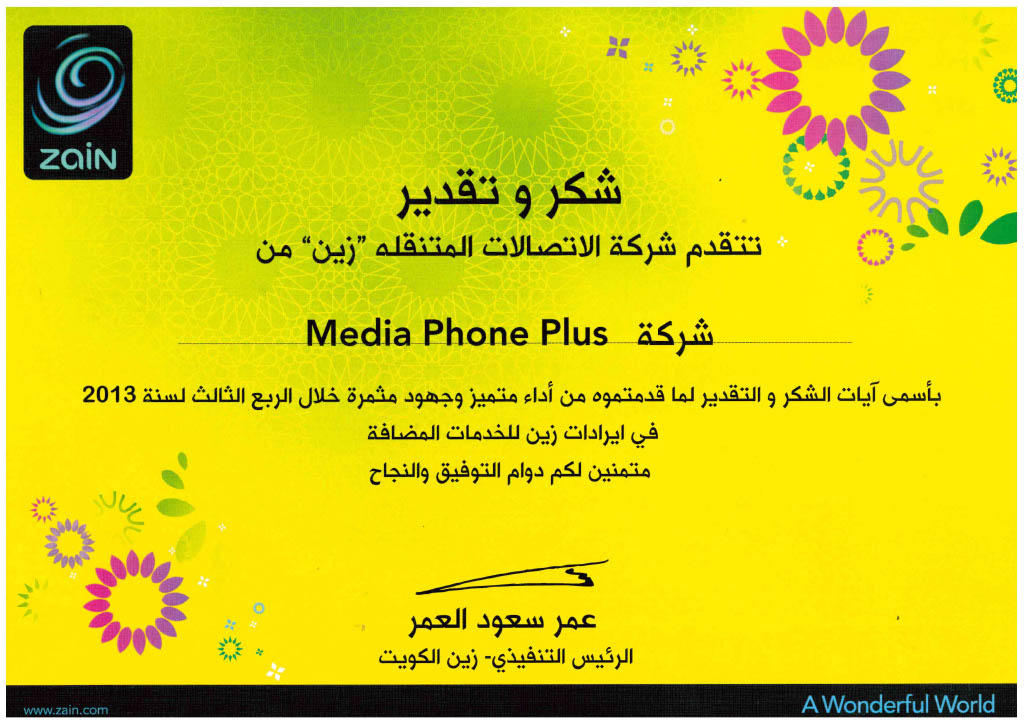 zain
شكر و تقدير
تتقدم شركة الاتصالات المتنقله "زين" من
شركة Media Phone Plus
بأسمى آيات الشكر و التقدير لما قدمتموه من أداء متميز وجهود مثمرة خلال الربع الثالث لسنة 2013
في ايرادات زين للخدمات المضافة
متمنين لكم دوام التوفيق والنجاح
عمر سعود العمر
الرئيس التنفيذي- زين الكويت
www.zain.com
A Wonderful World